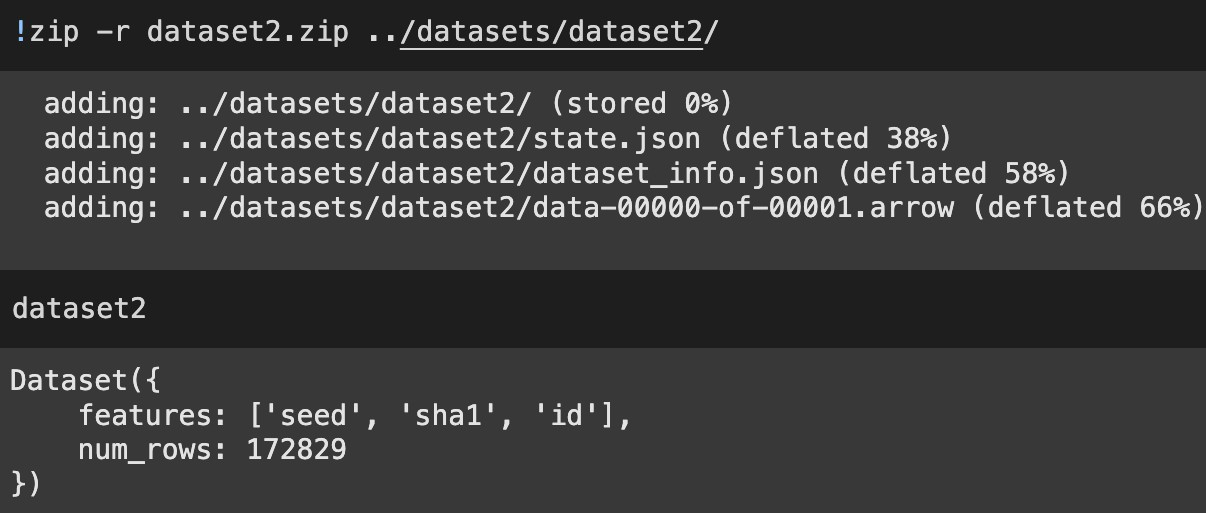 !zip -r dataset2.zip ../datasets/dataset2/
adding: ../datasets/dataset2/ (stored 0%)
adding: ../datasets/dataset2/state.json (deflated 38%)
adding: ../datasets/dataset2/dataset_info.json (deflated 58%)
adding: ../datasets/dataset2/data-00000-of-00001.arrow (deflated 66%)
dataset2
Dataset({
    features: ['seed', 'sha1', 'id'],
    num_rows: 172829
})